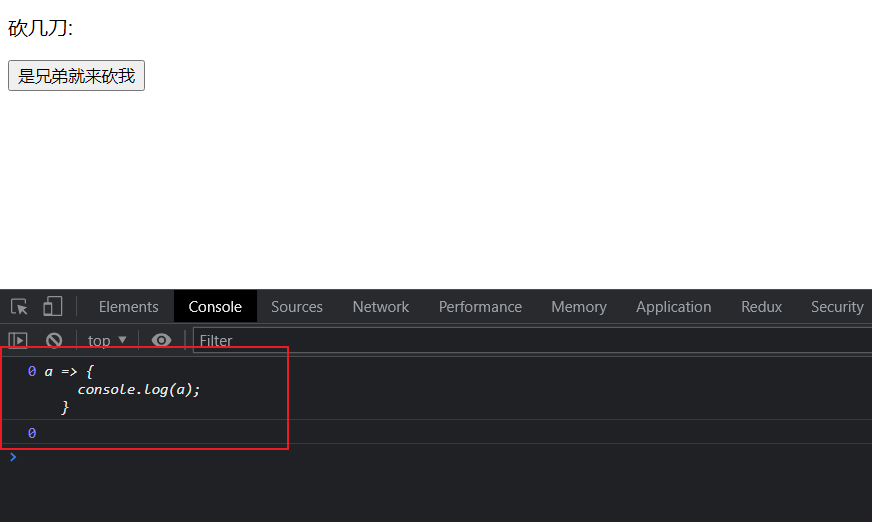 砍几刀:
是兄弟就来砍我
Elements Console Sources Network Performance Memory Application Redux Security
top ▼ Filter
0 a => {
console.log(a);
}
0
>